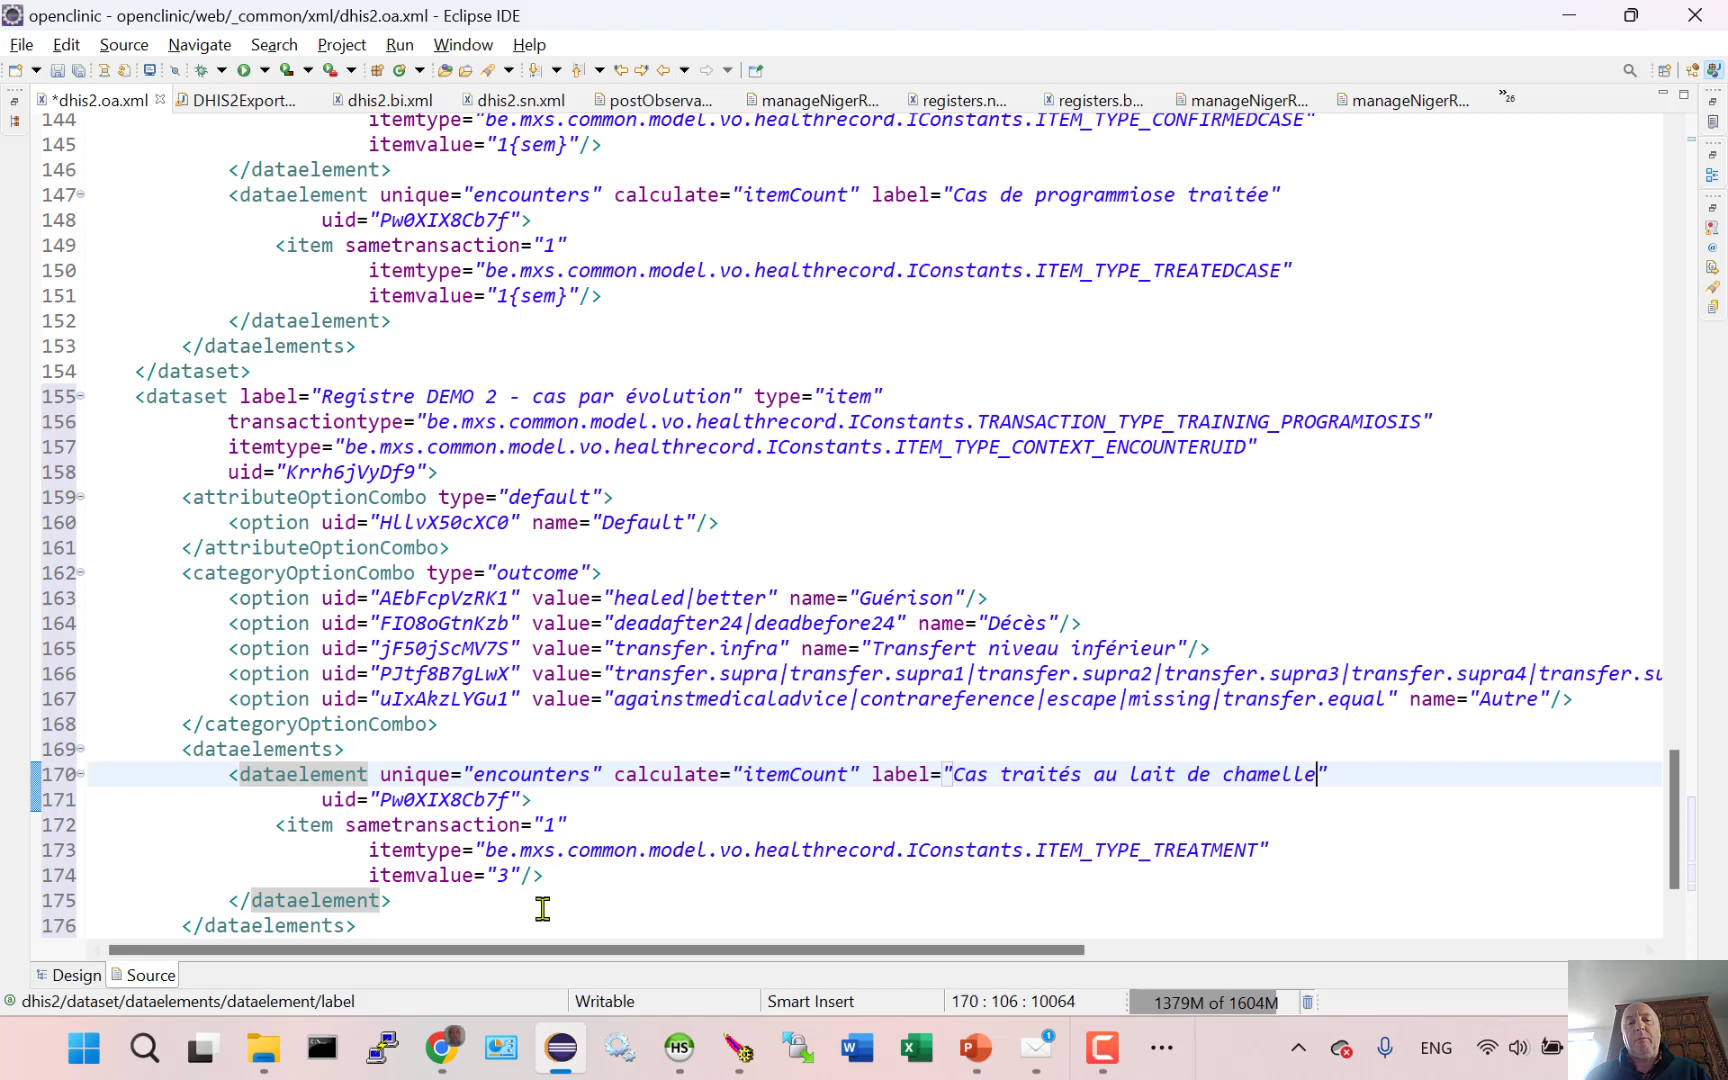 openclinic - openclinic/web/_common/xml/dhis2.oa.xml - Eclipse IDE
File Edit Source Navigate Search Project Run Window Help
*dhis2.oa.xml DHIS2Export... dhis2.bi.xml dhis2.sn.xml postObserva... manageNigerR... registers.n... registers.b... manageNigerR... manageNigerR... »26
144 itemtype="be.mxs.common.model.vo.healthrecord.IConstants.ITEM_TYPE_CONFIRMEDCASE"
145 itemvalue="1{sem}"/>
146 </dataelement>
147 <dataelement unique="encounters" calculate="itemCount" label="Cas de programmiose traitée"
148 uid="Pw0XIX8Cb7f">
149 <item sametransaction="1"
150 itemtype="be.mxs.common.model.vo.healthrecord.IConstants.ITEM_TYPE_TREATEDCASE"
151 itemvalue="1{sem}"/>
152 </dataelement>
153 </dataelements>
154 </dataset>
155 <dataset label="Registre DEMO 2 - cas par évolution" type="item"
156 transactiontype="be.mxs.common.model.vo.healthrecord.IConstants.TRANSACTION_TYPE_TRAINING_PROGRAMIOSIS"
157 itemtype="be.mxs.common.model.vo.healthrecord.IConstants.ITEM_TYPE_CONTEXT_ENCOUNTERUID"
158 uid="Krrh6jVyDf9">
159 <attributeOptionCombo type="default">
160 <option uid="HllvX50cXC0" name="Default"/>
161 </attributeOptionCombo>
162 <categoryOptionCombo type="outcome">
163 <option uid="AEbFcpVzRK1" value="healed|better" name="Guérison"/>
164 <option uid="FIO8oGtnKzb" value="deadafter24|deadbefore24" name="Décès"/>
165 <option uid="jF50jScMV7S" value="transfer.infra" name="Transfert niveau inférieur"/>
166 <option uid="PJtf8B7gLwX" value="transfer.supra|transfer.supra1|transfer.supra2|transfer.supra3|transfer.supra4|transfer.su
167 <option uid="uIxAkzLYGu1" value="againstmedicaladvice|contrareference|escape|missing|transfer.equal" name="Autre"/>
168 </categoryOptionCombo>
169 <dataelements>
170 <dataelement unique="encounters" calculate="itemCount" label="Cas traités au lait de chamelle"
171 uid="Pw0XIX8Cb7f">
172 <item sametransaction="1"
173 itemtype="be.mxs.common.model.vo.healthrecord.IConstants.ITEM_TYPE_TREATMENT"
174 itemvalue="3"/>
175 </dataelement>
176 </dataelements>
Design Source
dhis2/dataset/dataelements/dataelement/label Writable Smart Insert 170 : 106 : 10064 1379M of 1604M
HS 1 ENG